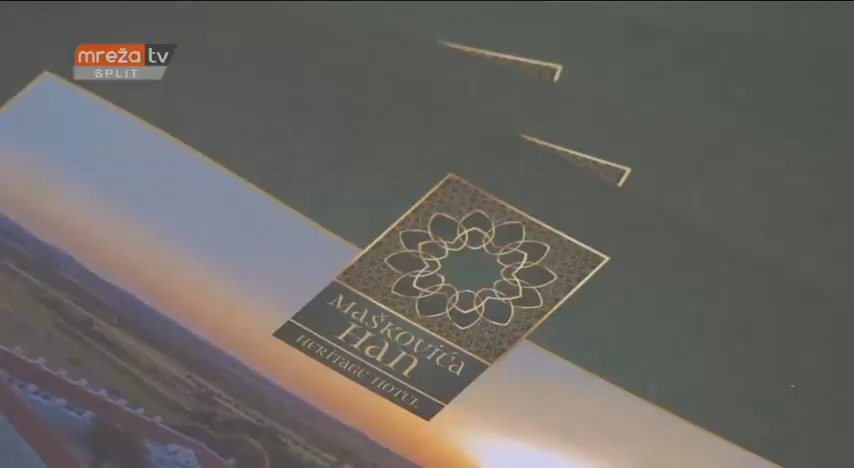 mreža tv
SPLIT
Maškovića
Han
HERITAGE HOTEL